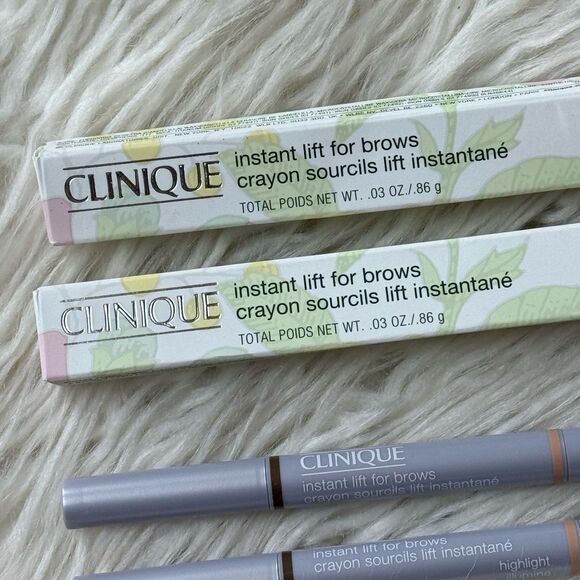 CLINIQUE
instant lift for brows
crayon sourcils lift instantané
TOTAL POIDS NET WT. .03 OZ./.86 g
CLINIQUE
instant lift for brows
crayon sourcils lift instantané
TOTAL POIDS NET WT. .03 OZ./.86 g
CLINIQUE
instant lift for brows
crayon sourcils lift instantané
instant lift for brows
crayon sourcils lift instantané
highlight